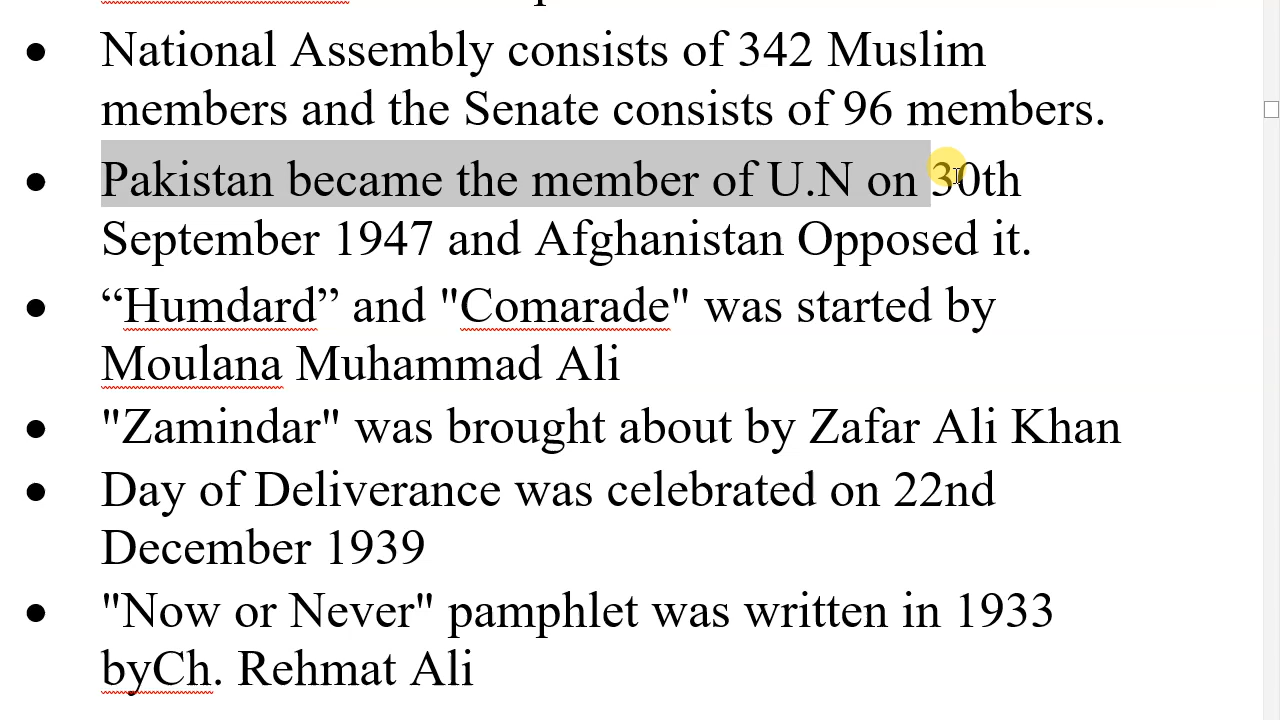 • National Assembly consists of 342 Muslim
members and the Senate consists of 96 members.
• Pakistan became the member of U.N on 30th
September 1947 and Afghanistan Opposed it.
• “Humdard” and "Comarade" was started by
Moulana Muhammad Ali
• "Zamindar" was brought about by Zafar Ali Khan
• Day of Deliverance was celebrated on 22nd
December 1939
• "Now or Never" pamphlet was written in 1933
byCh. Rehmat Ali